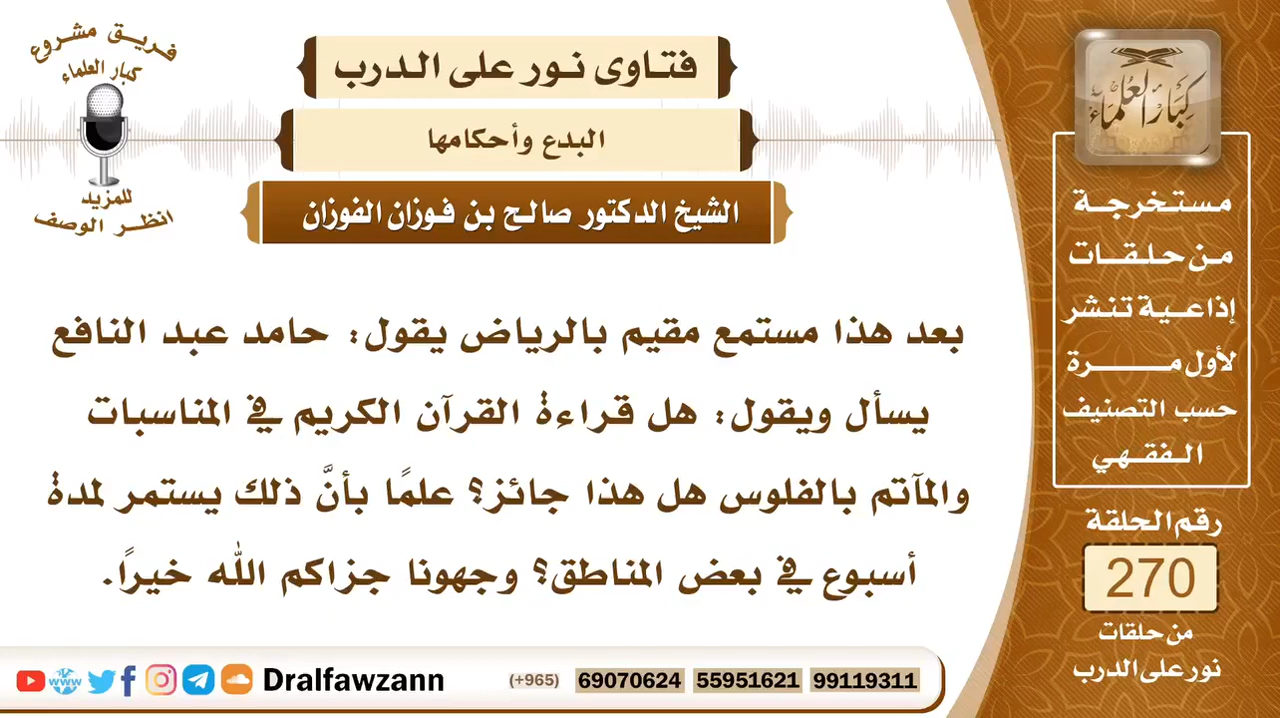 فريق مشروع
كبار العلماء
للمزيد
انظر الوصف
فتاوى نور على الدرب
البدع وأحكامها
الشيخ الدكتور صالح بن فوزان الفوزان
بعد هذا مستمع مقيم بالرياض يقول: حامد عبد النافع
يسأل ويقول: هل قراءة القرآن الكريم في المناسبات
والمآتم بالفلوس هل هذا جائز؟ علمًا بأنَّ ذلك يستمر لمدة
أسبوع في بعض المناطق؟ وجهونا جزاكم الله خيراً.
كبار العلماء
مستخرجة
من حلقات
إذاعية تنشر
لأول مرة
حسب التصنيف
الفقهي
رقم الحلقة
270
من حلقات
نور على الدرب
www Dralfawzann (+965) 69070624 55951621 99119311